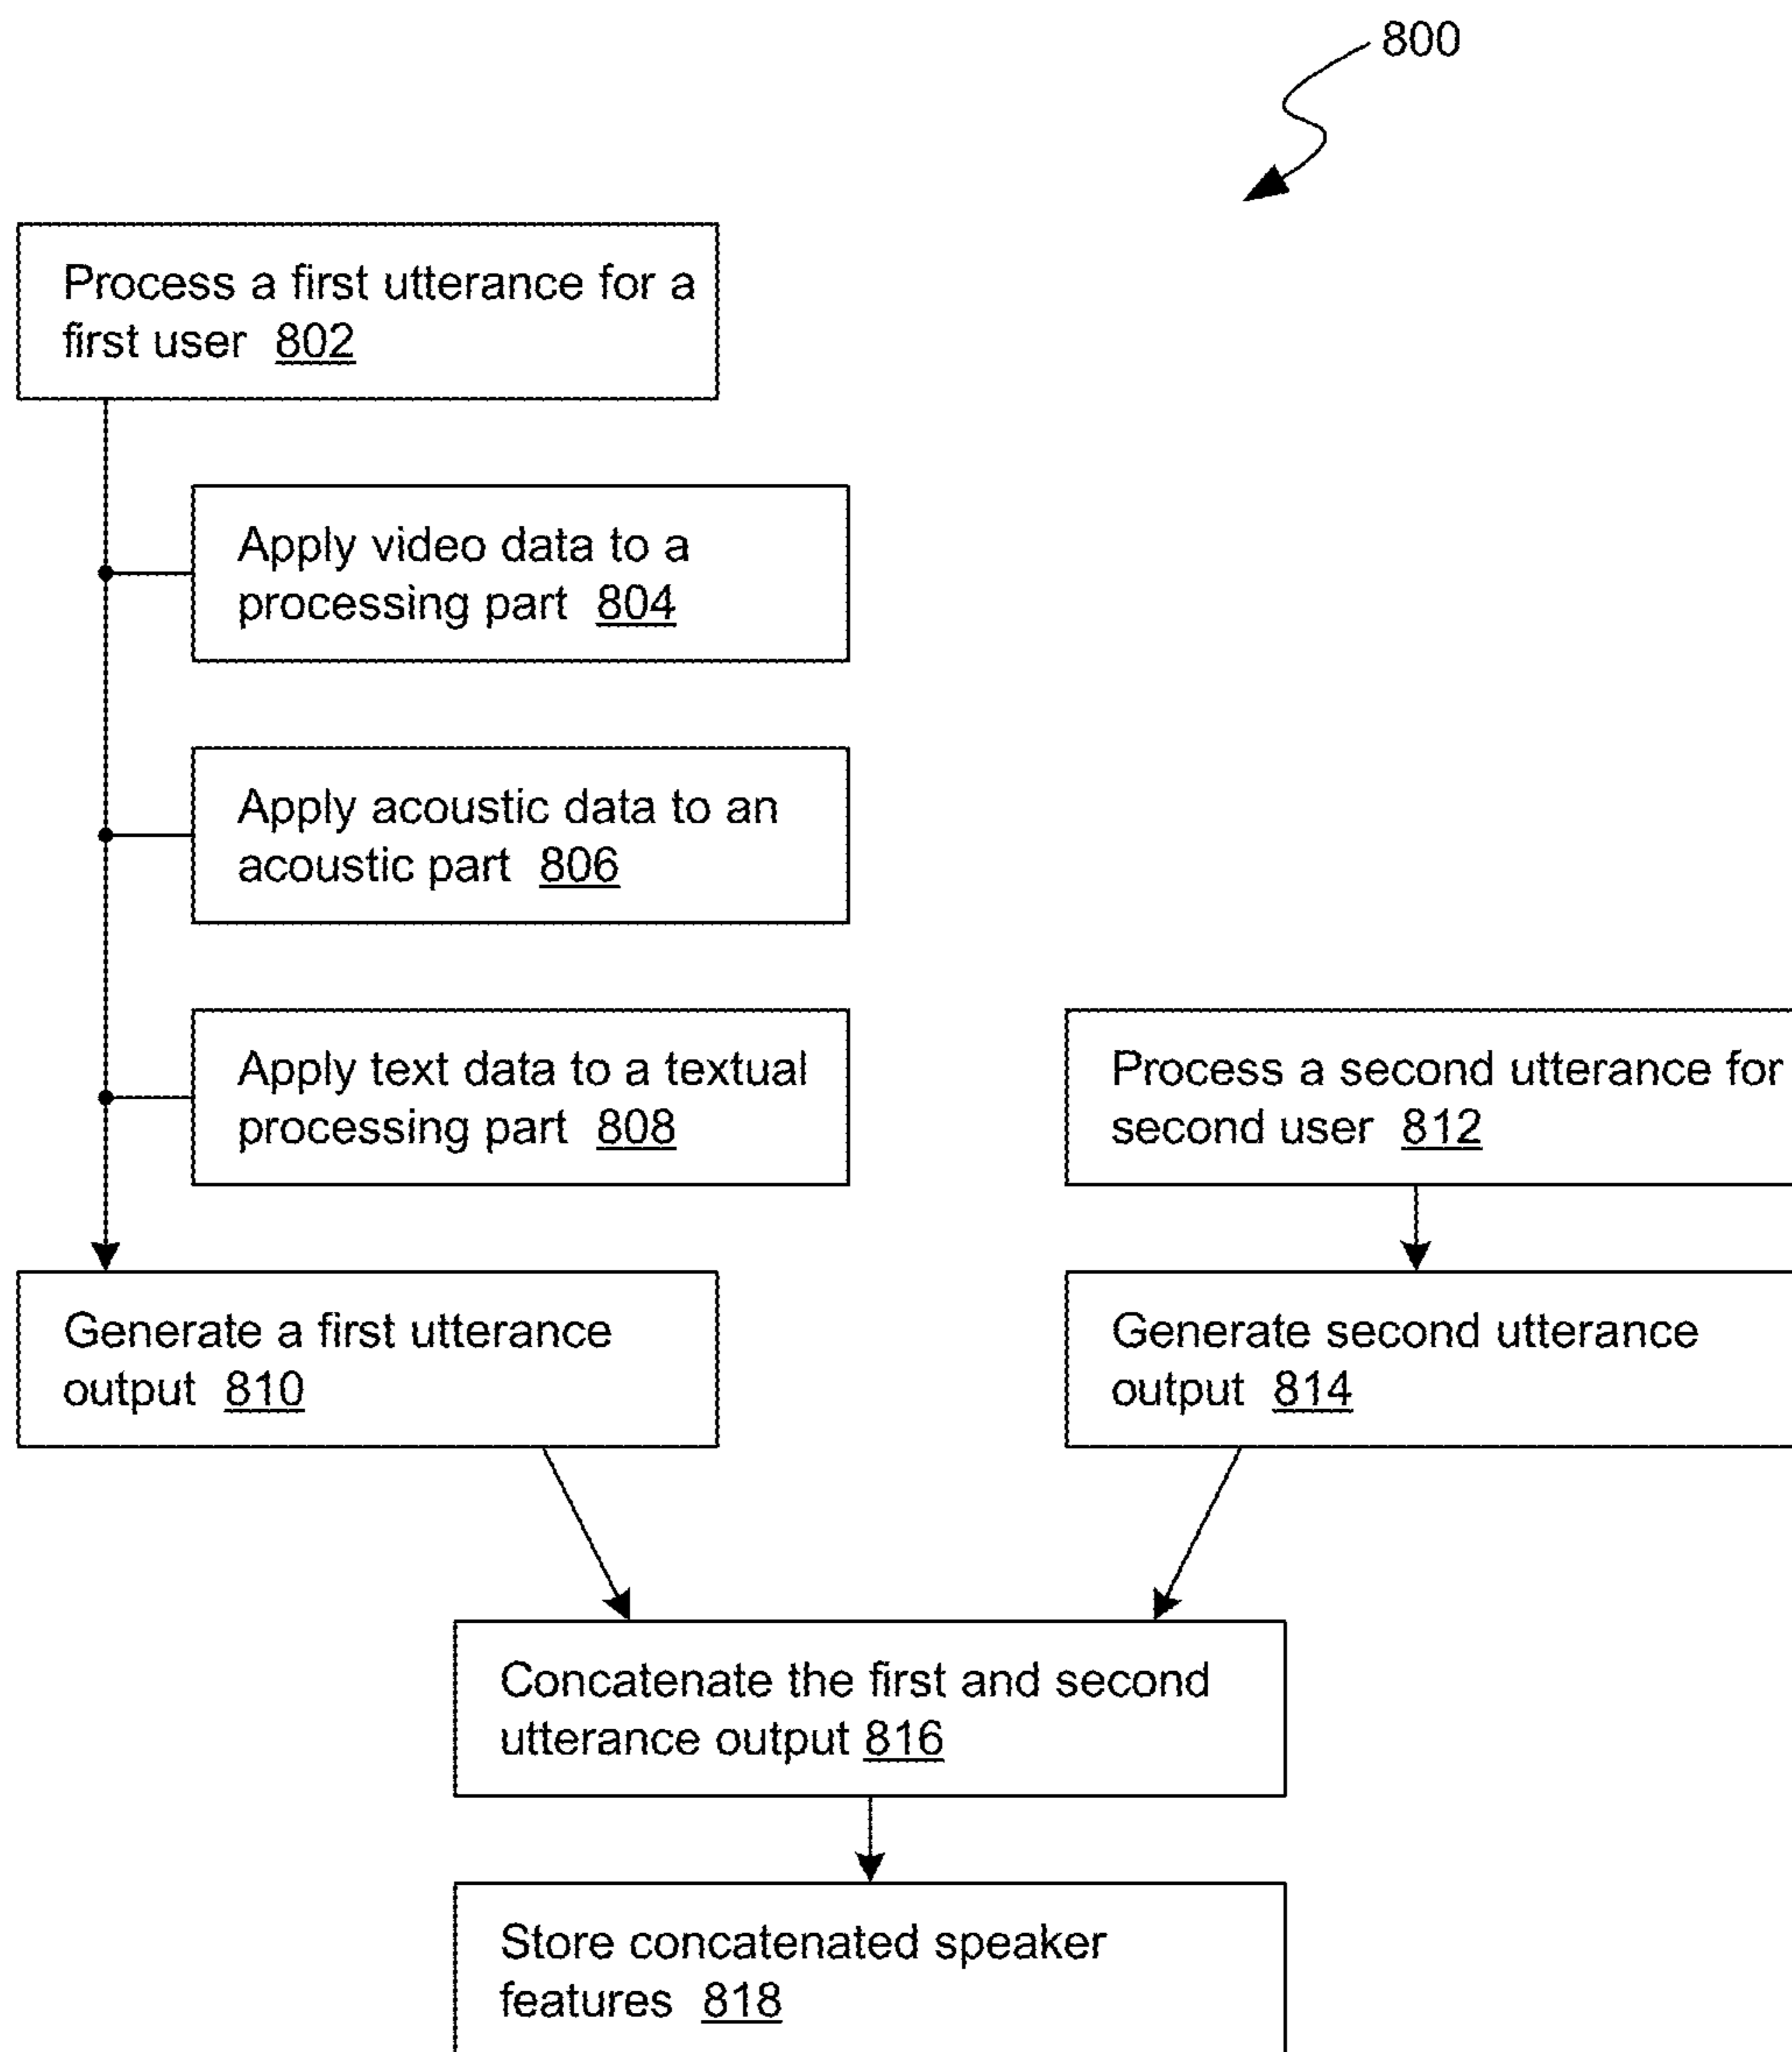 800
Process a first utterance for a
first user 802
Apply video data to a
processing part 804
Apply acoustic data to an
acoustic part 806
Apply text data to a textual
processing part 808
Process a second utterance for
second user 812
Generate a first utterance
output 810
Generate second utterance
output 814
Concatenate the first and second
utterance output 816
Store concatenated speaker
features 818